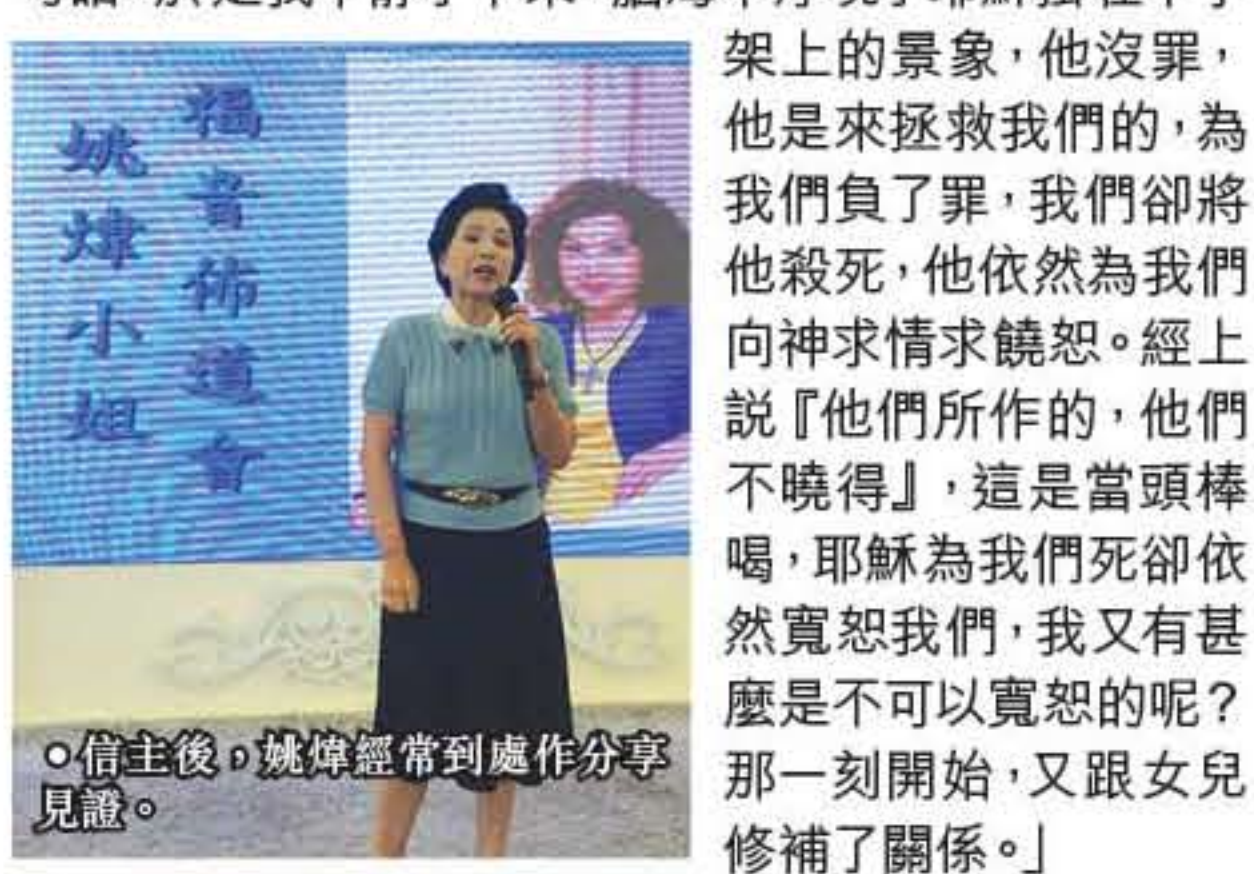 架上的景象，他沒罪，
他是來拯救我們的，為
我們負了罪，我們卻將
他殺死，他依然為我們
向神求情求饒恕。經上
説『他們所作的，他們
不曉得』，這是當頭棒
喝，耶穌為我們死卻依
然寬恕我們，我又有甚
麼是不可以寬恕的呢？
那一刻開始，又跟女兒
修補了關係。」
福音佈道會
姚煒小姐
●信主後，姚煒經常到處作分享
見證。